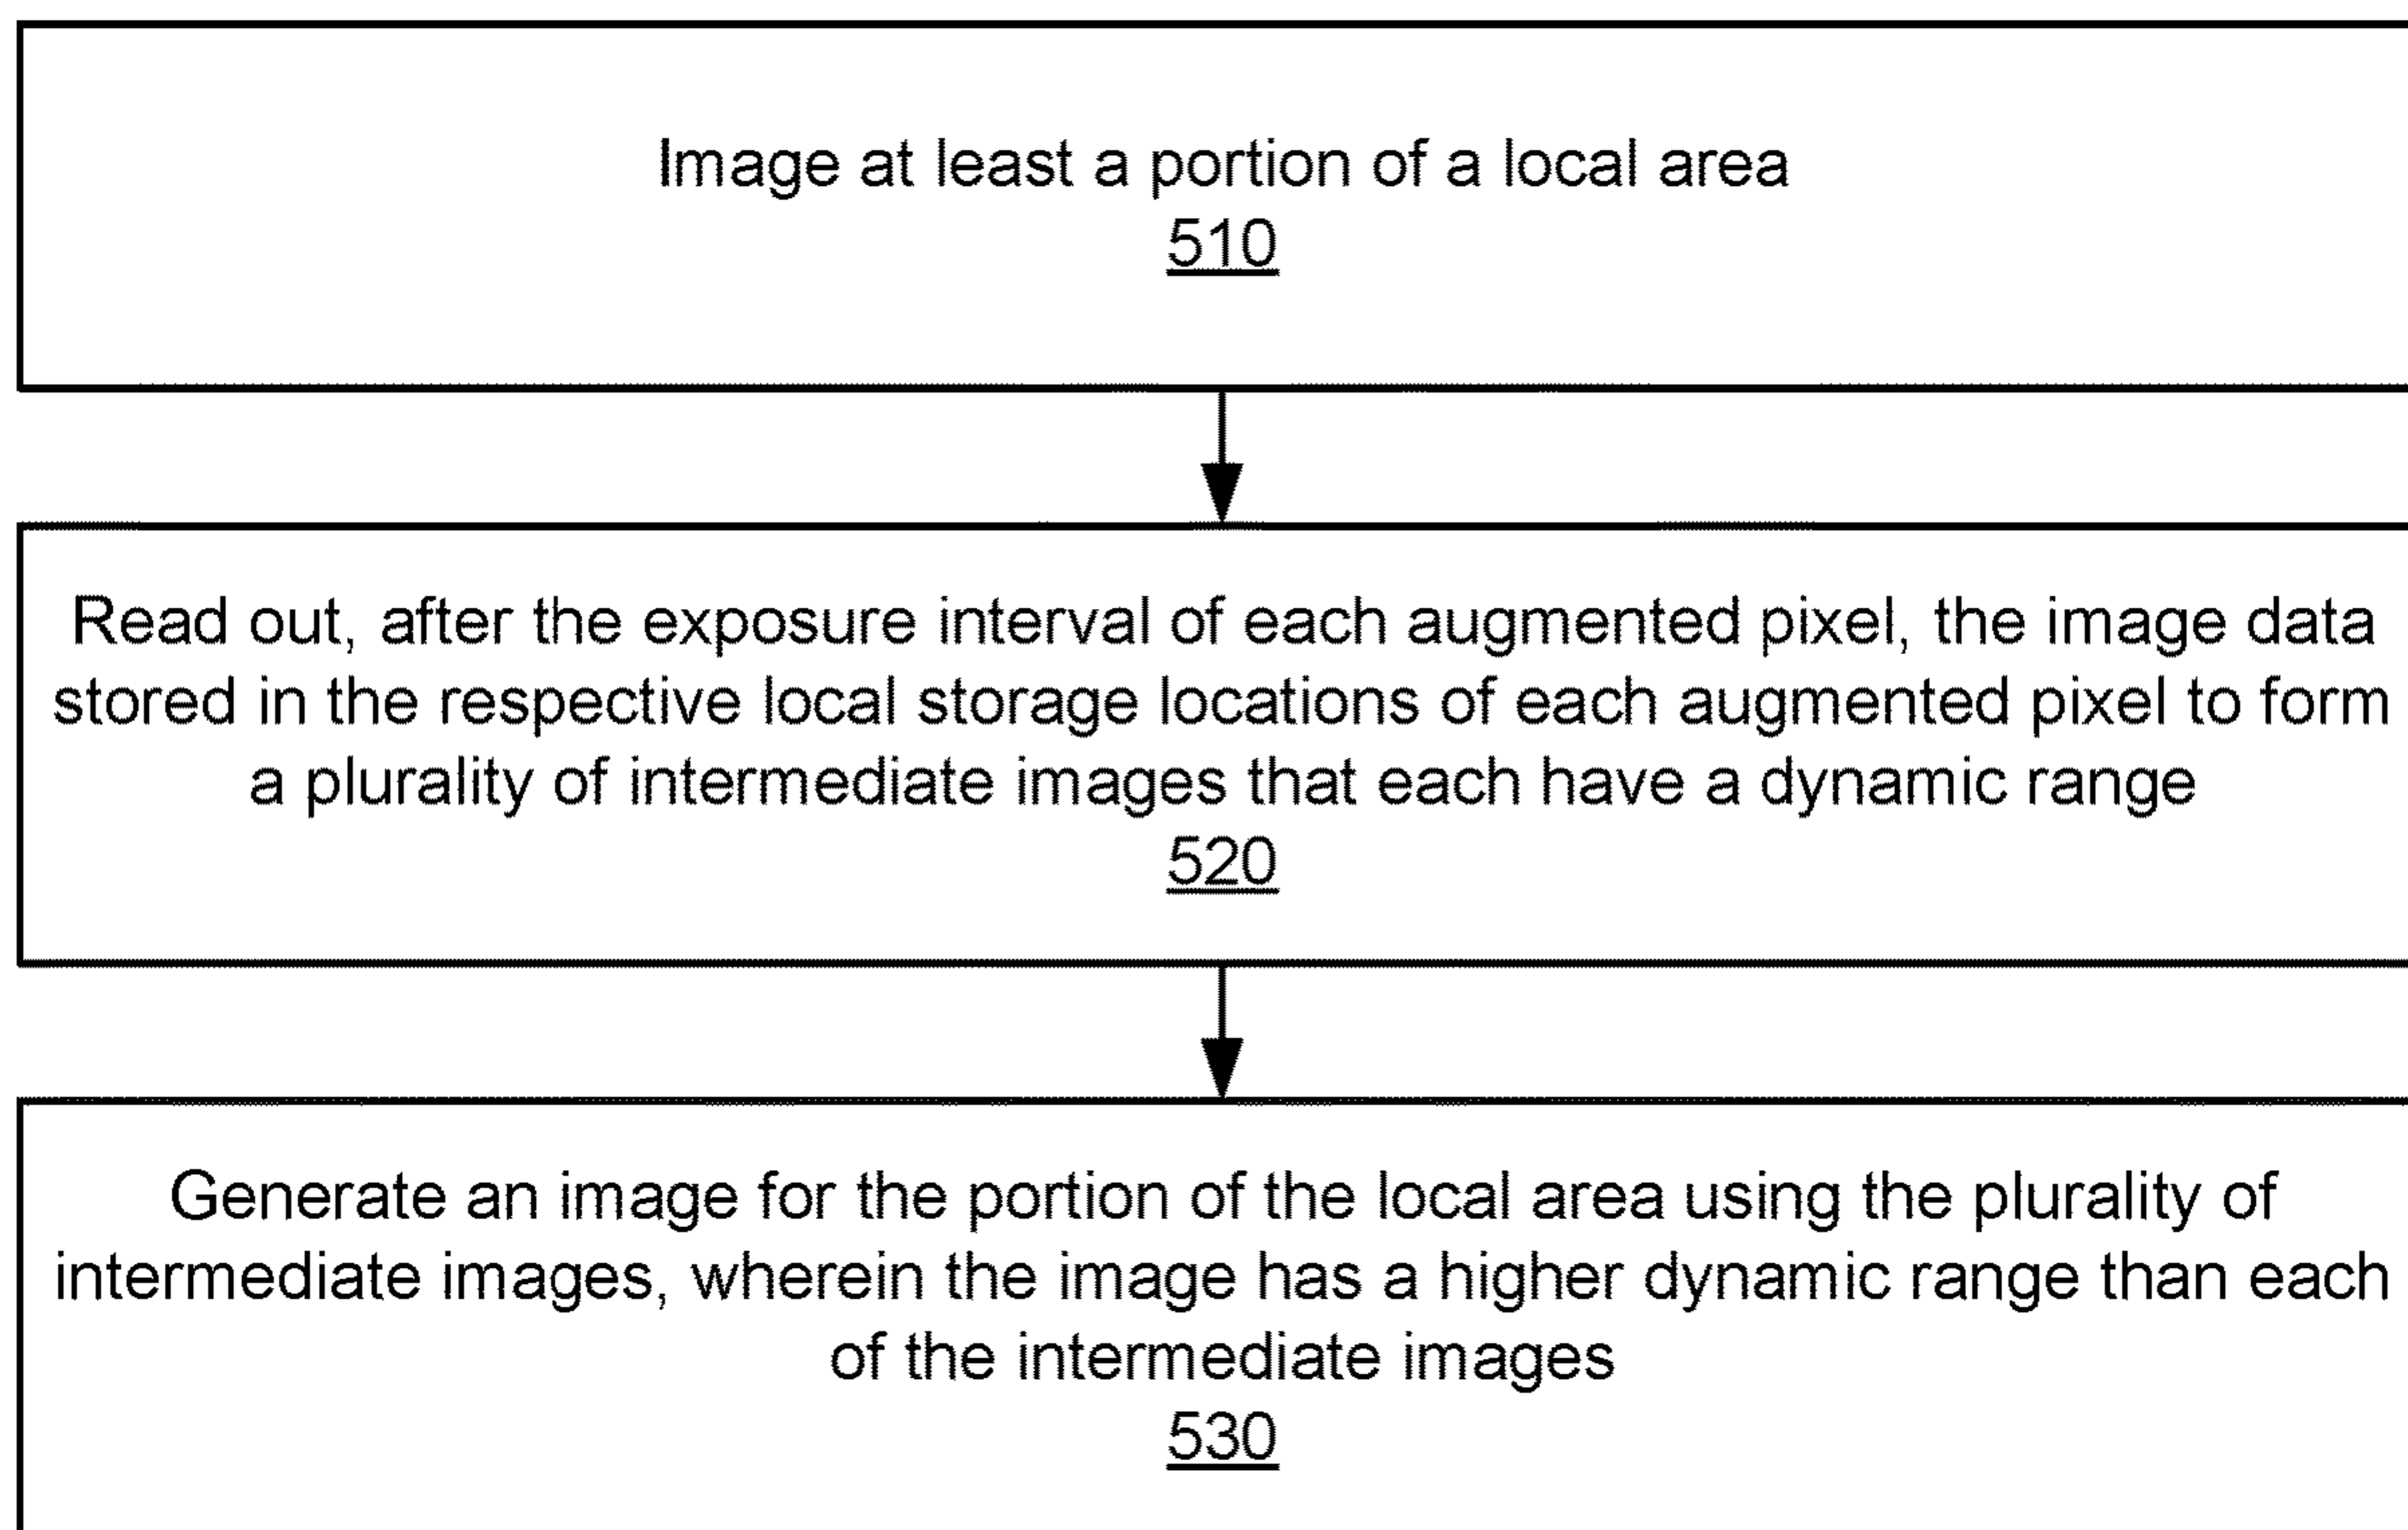 Image at least a portion of a local area
510
Read out, after the exposure interval of each augmented pixel, the image data
stored in the respective local storage locations of each augmented pixel to form
a plurality of intermediate images that each have a dynamic range
520
Generate an image for the portion of the local area using the plurality of
intermediate images, wherein the image has a higher dynamic range than each
of the intermediate images
530